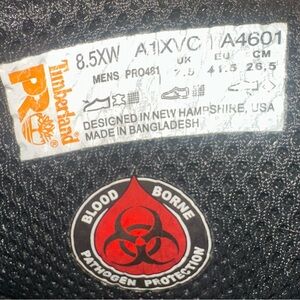 Timberland
PRO
8.5XW A1XVC A4601
UK EU CM
MENS PRO481 7.5 41.5 26.5
DESIGNED IN NEW HAMPSHIRE, USA
MADE IN BANGLADESH
BLOOD BORNE
PATHOGEN PROTECTION